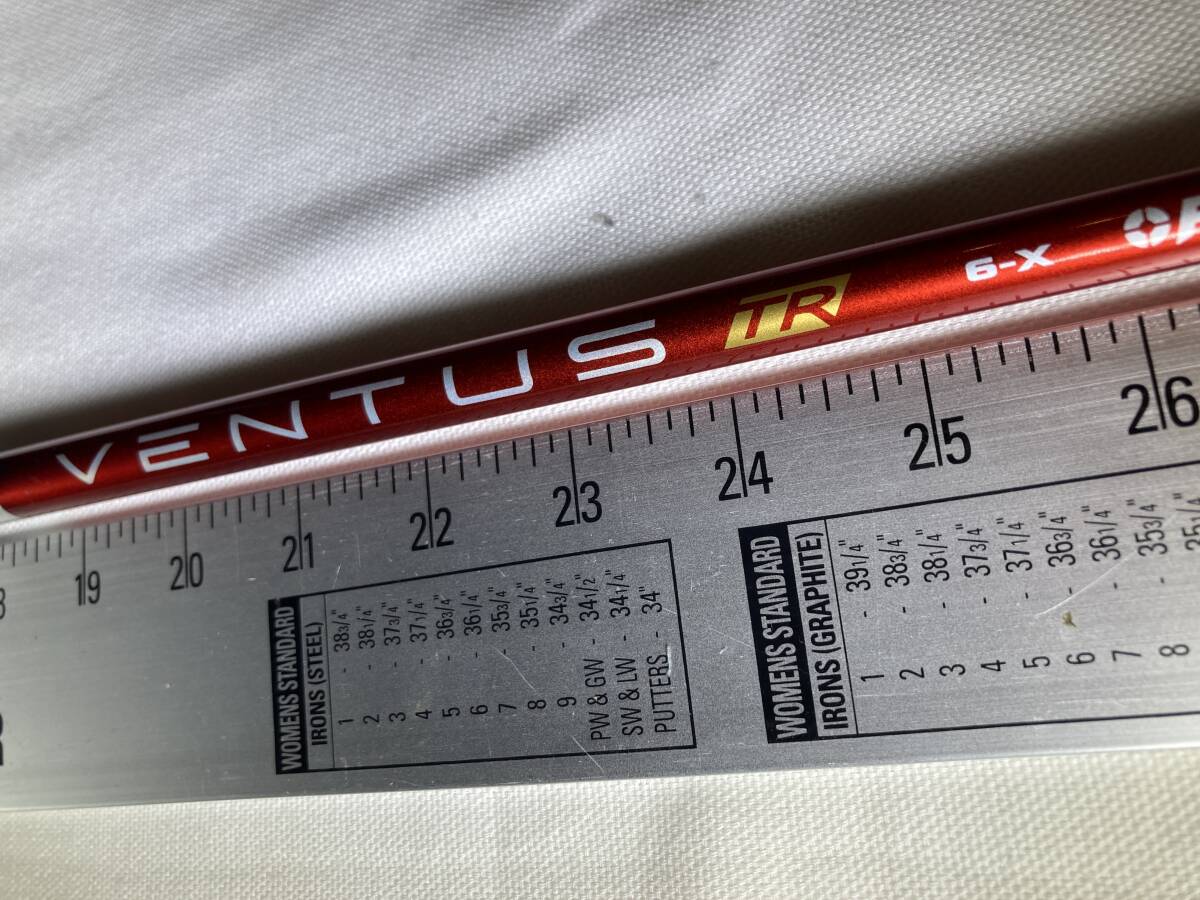 VENTUS TR 6-X
19 20 21 22 23 24 25 26
WOMENS STANDARD
IRONS (STEEL)
1 - 38 3/4"
2 - 38 1/4"
3 - 37 3/4"
4 - 37 1/4"
5 - 36 3/4"
6 - 36 1/4"
7 - 35 3/4"
8 - 35 1/4"
9 - 34 3/4"
PW & GW - 34 1/2"
SW & LW - 34 1/4"
PUTTERS - 34"
WOMENS STANDARD
IRONS (GRAPHITE)
1 - 39 1/4"
2 - 38 3/4"
3 - 38 1/4"
4 - 37 3/4"
5 - 37 1/4"
6 - 36 3/4"
7 - 36 1/4"
8 - 35 3/4"